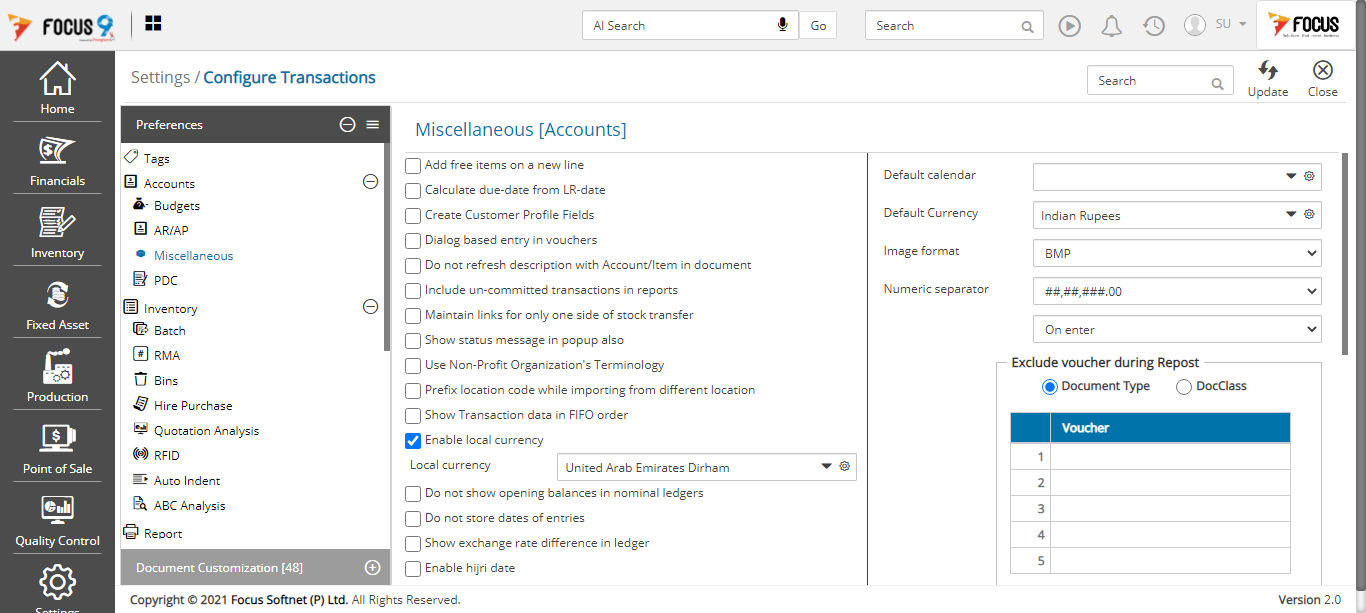 FOCUS 9
AI Search
Go
Search
SU
FOCUS
Settings / Configure Transactions
Search
Update
Close
Home
Financials
Inventory
Fixed Asset
Production
Point of Sale
Quality Control
Settings
Preferences
Tags
Accounts
Budgets
AR/AP
Miscellaneous
PDC
Inventory
Batch
RMA
Bins
Hire Purchase
Quotation Analysis
RFID
Auto Indent
ABC Analysis
Report
Document Customization [48]
Miscellaneous [Accounts]
Add free items on a new line
Calculate due-date from LR-date
Create Customer Profile Fields
Dialog based entry in vouchers
Do not refresh description with Account/Item in document
Include un-committed transactions in reports
Maintain links for only one side of stock transfer
Show status message in popup also
Use Non-Profit Organization's Terminology
Prefix location code while importing from different location
Show Transaction data in FIFO order
Enable local currency
Local currency
United Arab Emirates Dirham
Do not show opening balances in nominal ledgers
Do not store dates of entries
Show exchange rate difference in ledger
Enable hijri date
Default calendar
Default Currency
Indian Rupees
Image format
BMP
Numeric separator
##,##,###.00
On enter
Exclude voucher during Repost
Document Type
DocClass
Voucher
1
2
3
4
5
Copyright © 2021 Focus Softnet (P) Ltd. All Rights Reserved.
Version 2.0